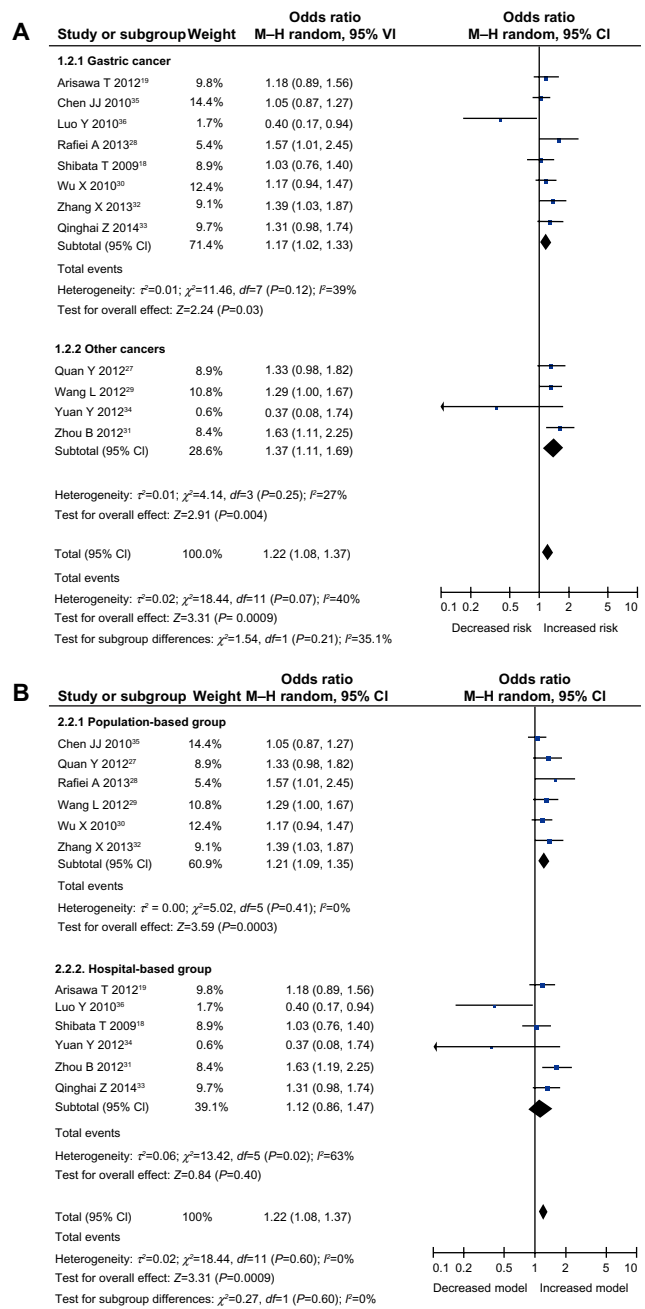 A
Odds ratio Odds ratio
Study or subgroup Weight M–H random, 95% VI M–H random, 95% CI
1.2.1 Gastric cancer
Arisawa T 2012¹⁹ 9.8% 1.18 (0.89, 1.56)
Chen JJ 2010³⁵ 14.4% 1.05 (0.87, 1.27)
Luo Y 2010³⁶ 1.7% 0.40 (0.17, 0.94)
Rafiei A 2013²⁸ 5.4% 1.57 (1.01, 2.45)
Shibata T 2009¹⁸ 8.9% 1.03 (0.76, 1.40)
Wu X 2010³⁰ 12.4% 1.17 (0.94, 1.47)
Zhang X 2013³² 9.1% 1.39 (1.03, 1.87)
Qinghai Z 2014³³ 9.7% 1.31 (0.98, 1.74)
Subtotal (95% CI) 71.4% 1.17 (1.02, 1.33)
Total events
Heterogeneity: τ²=0.01; χ²=11.46, df=7 (P=0.12); I²=39%
Test for overall effect: Z=2.24 (P=0.03)
1.2.2 Other cancers
Quan Y 2012²⁷ 8.9% 1.33 (0.98, 1.82)
Wang L 2012²⁹ 10.8% 1.29 (1.00, 1.67)
Yuan Y 2012³⁴ 0.6% 0.37 (0.08, 1.74)
Zhou B 2012³¹ 8.4% 1.63 (1.11, 2.25)
Subtotal (95% CI) 28.6% 1.37 (1.11, 1.69)
Heterogeneity: τ²=0.01; χ²=4.14, df=3 (P=0.25); I²=27%
Test for overall effect: Z=2.91 (P=0.004)
Total (95% CI) 100.0% 1.22 (1.08, 1.37)
Total events
Heterogeneity: τ²=0.02; χ²=18.44, df=11 (P=0.07); I²=40%
Test for overall effect: Z=3.31 (P= 0.0009)
Test for subgroup differences: χ²=1.54, df=1 (P=0.21); I²=35.1%
0.1 0.2 0.5 1 2 5 10
Decreased risk Increased risk
B
Odds ratio Odds ratio
Study or subgroup Weight M–H random, 95% CI M–H random, 95% CI
2.2.1 Population-based group
Chen JJ 2010³⁵ 14.4% 1.05 (0.87, 1.27)
Quan Y 2012²⁷ 8.9% 1.33 (0.98, 1.82)
Rafiei A 2013²⁸ 5.4% 1.57 (1.01, 2.45)
Wang L 2012²⁹ 10.8% 1.29 (1.00, 1.67)
Wu X 2010³⁰ 12.4% 1.17 (0.94, 1.47)
Zhang X 2013³² 9.1% 1.39 (1.03, 1.87)
Subtotal (95% CI) 60.9% 1.21 (1.09, 1.35)
Total events
Heterogeneity: τ² = 0.00; χ²=5.02, df=5 (P=0.41); I²=0%
Test for overall effect: Z=3.59 (P=0.0003)
2.2.2. Hospital-based group
Arisawa T 2012¹⁹ 9.8% 1.18 (0.89, 1.56)
Luo Y 2010³⁶ 1.7% 0.40 (0.17, 0.94)
Shibata T 2009¹⁸ 8.9% 1.03 (0.76, 1.40)
Yuan Y 2012³⁴ 0.6% 0.37 (0.08, 1.74)
Zhou B 2012³¹ 8.4% 1.63 (1.19, 2.25)
Qinghai Z 2014³³ 9.7% 1.31 (0.98, 1.74)
Subtotal (95% CI) 39.1% 1.12 (0.86, 1.47)
Total events
Heterogeneity: τ²=0.06; χ²=13.42, df=5 (P=0.02); I²=63%
Test for overall effect: Z=0.84 (P=0.40)
Total (95% CI) 100% 1.22 (1.08, 1.37)
Total events
Heterogeneity: τ²=0.02; χ²=18.44, df=11 (P=0.60); I²=0%
Test for overall effect: Z=3.31 (P=0.0009)
Test for subgroup differences: χ²=0.27, df=1 (P=0.60); I²=0%
0.1 0.2 0.5 1 2 5 10
Decreased model Increased model